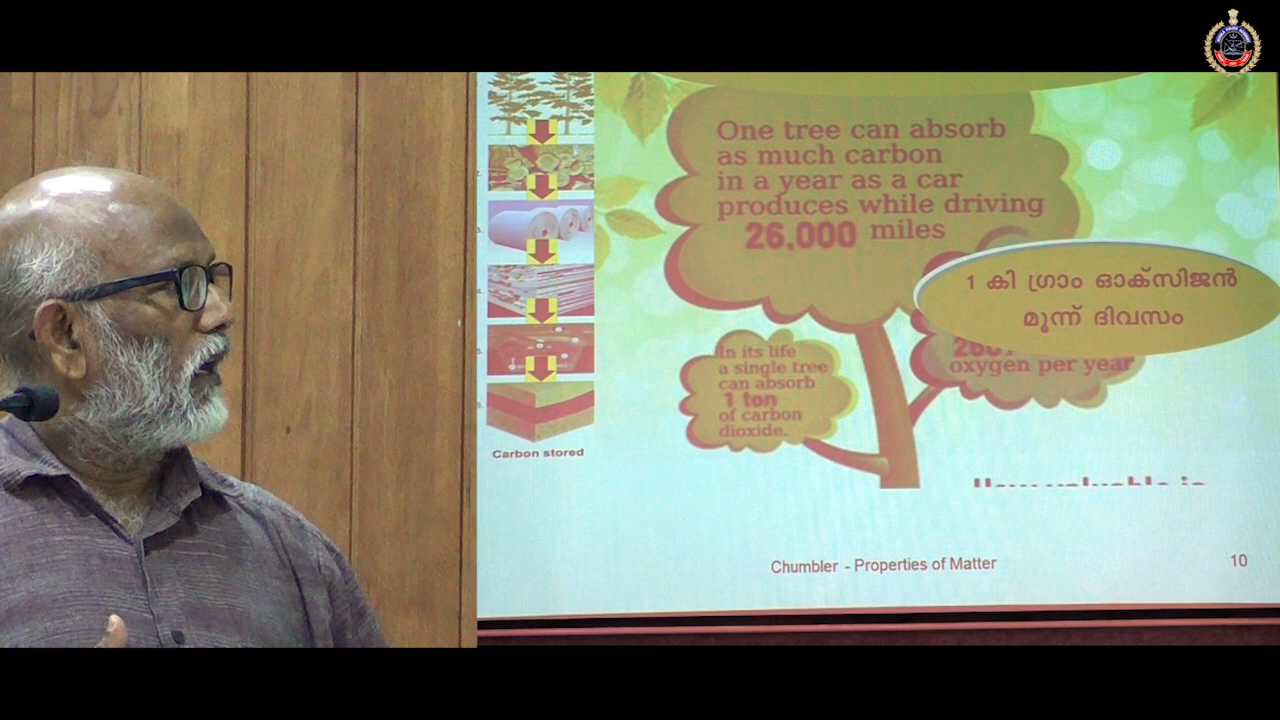 One tree can absorb
as much carbon
in a year as a car
produces while driving
26,000 miles
1 കി ഗ്രാം ഓക്സിജൻ
മൂന്ന് ദിവസം
oxygen per year
In its life
a single tree
can absorb
1 ton
of carbon
dioxide.
Carbon stored
Chumbler - Properties of Matter
10